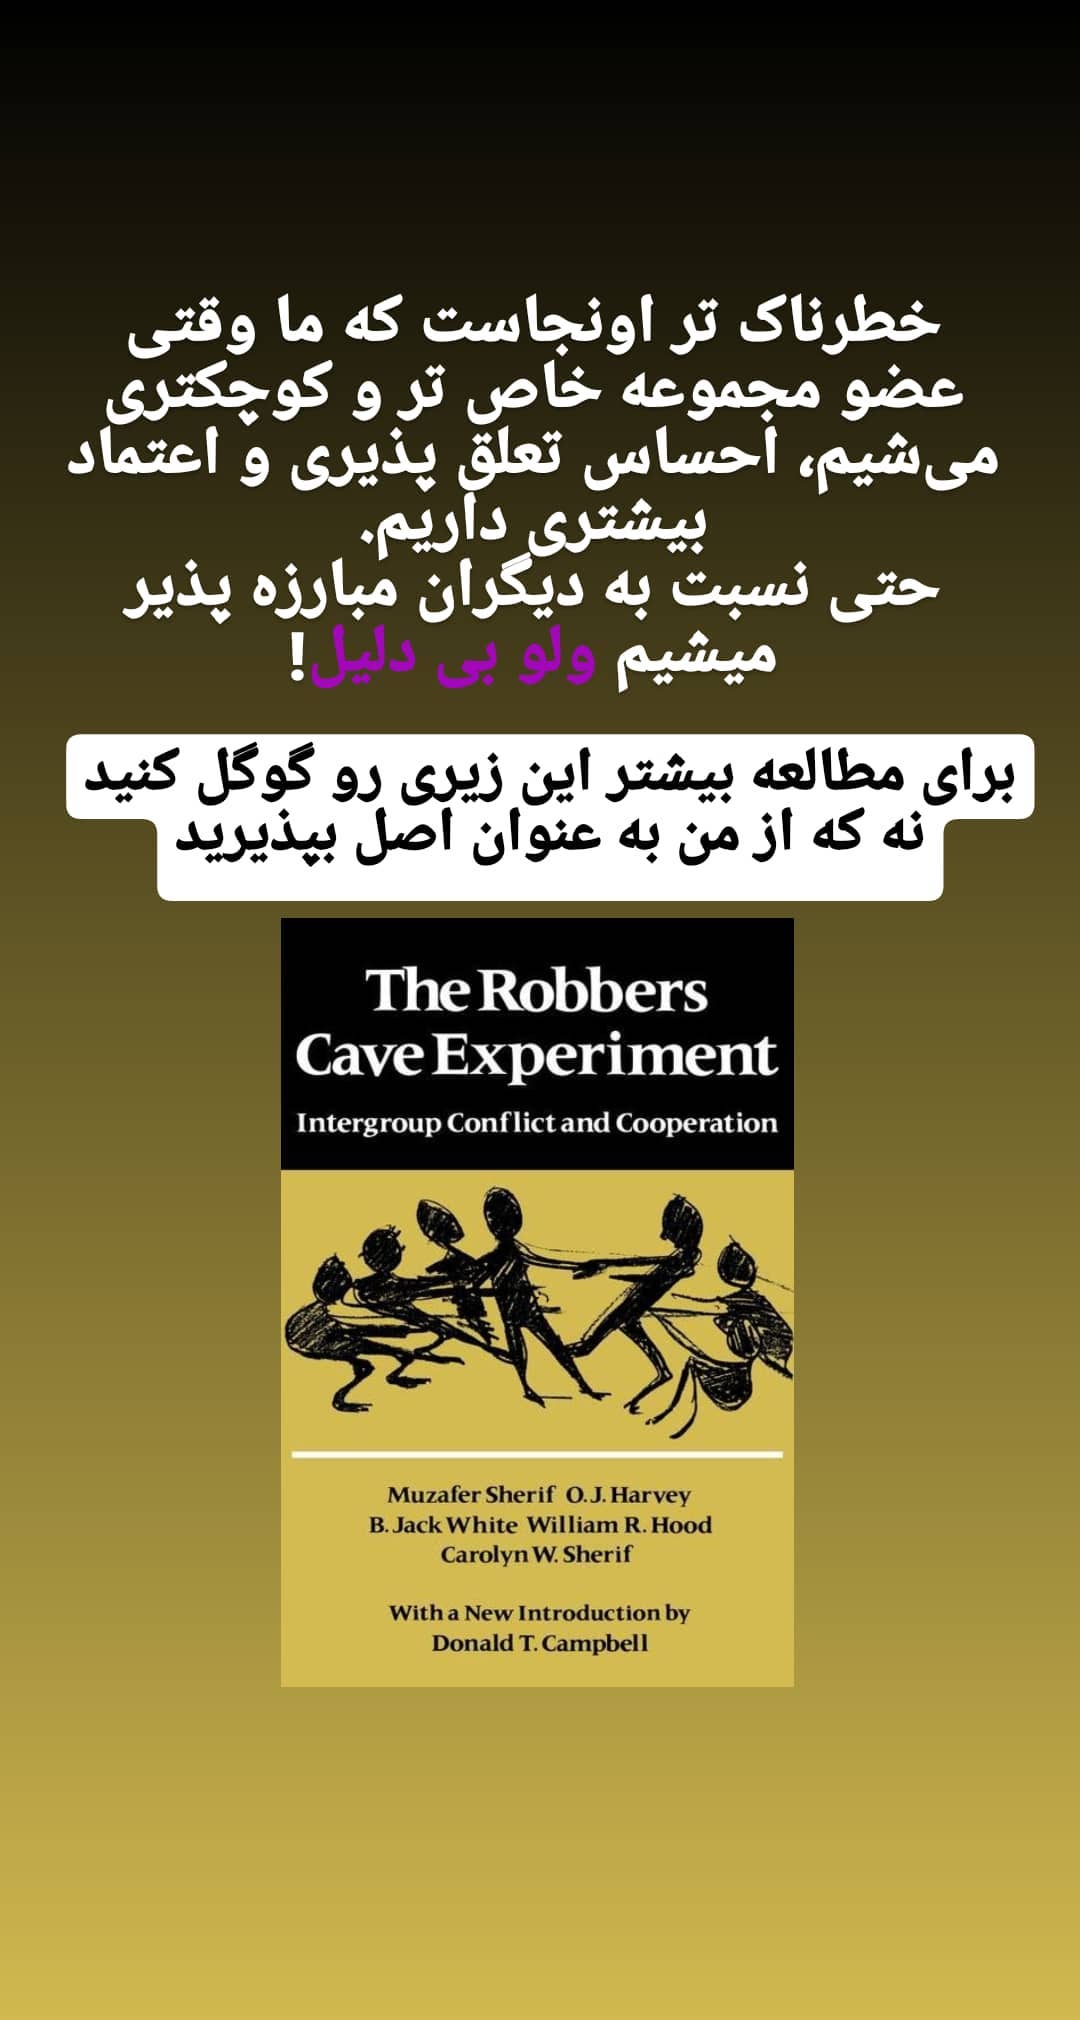 خطرناک تر اونجاست که ما وقتی
عضو مجموعه خاص تر و کوچکتری
می‌شیم، احساس تعلق پذیری و اعتماد
بیشتری داریم.
حتی نسبت به دیگران مبارزه پذیر
میشیم ولو بی دلیل!
برای مطالعه بیشتر این زیری رو گوگل کنید
نه که از من به عنوان اصل بپذیرید
The Robbers
Cave Experiment
Intergroup Conflict and Cooperation
Muzafer Sherif O. J. Harvey
B. Jack White William R. Hood
Carolyn W. Sherif
With a New Introduction by
Donald T. Campbell